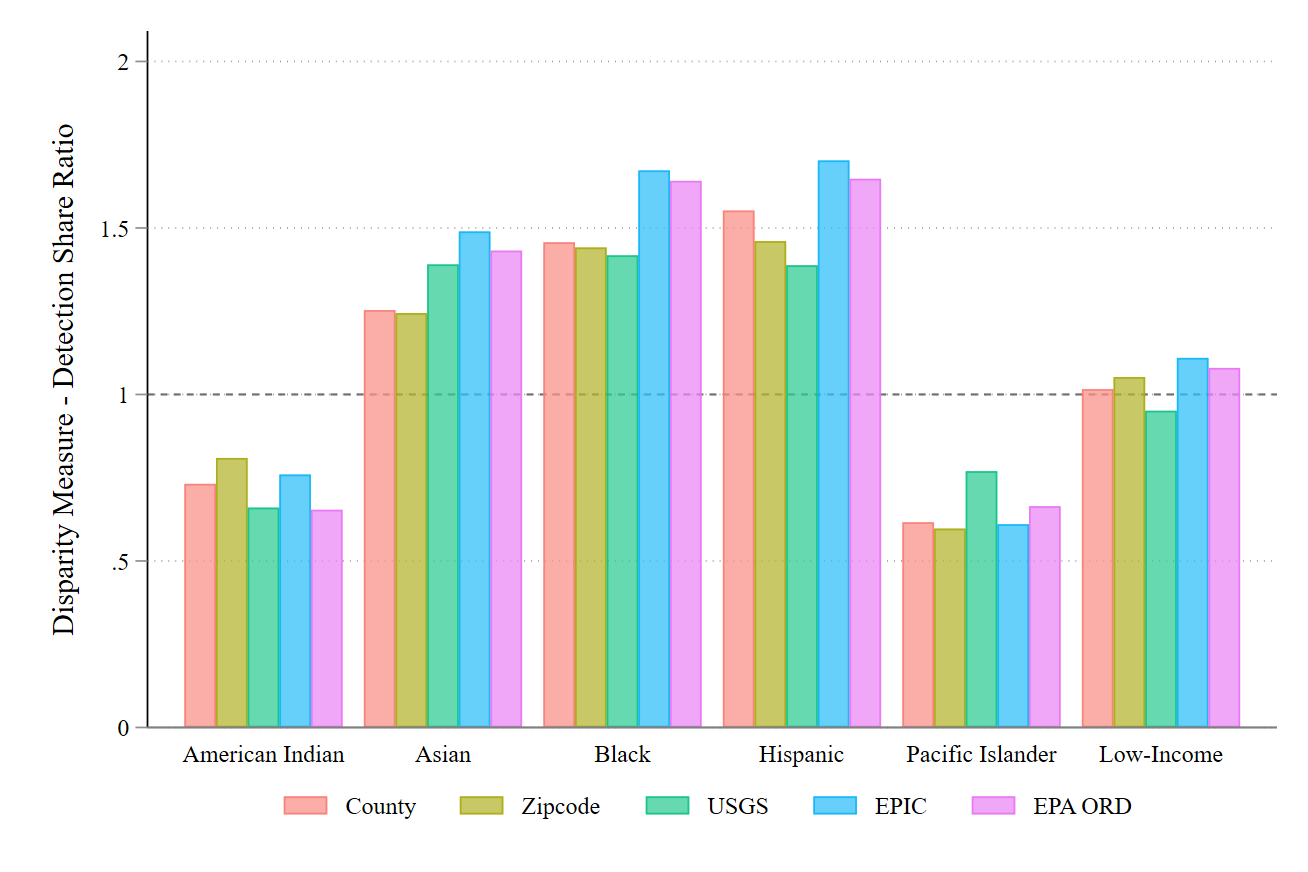 Disparity Measure - Detection Share Ratio
2
1.5
1
.5
0
American Indian Asian Black Hispanic Pacific Islander Low-Income
County Zipcode USGS EPIC EPA ORD